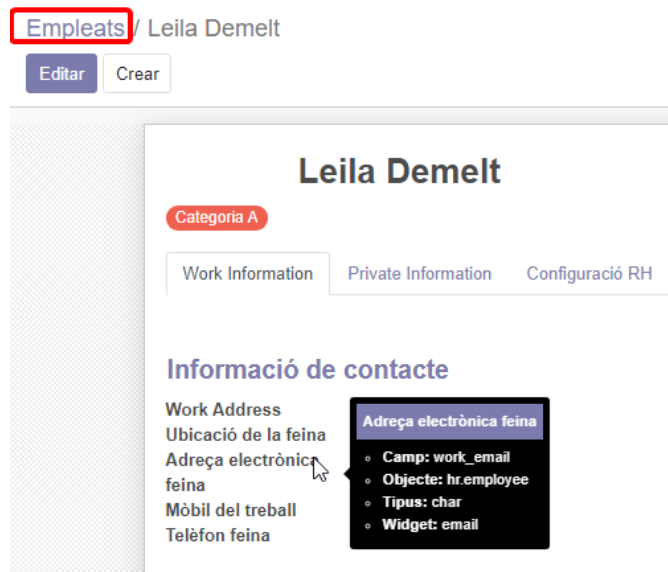 Empleats / Leila Demelt
Editar Crear
Leila Demelt
Categoria A
Work Information Private Information Configuració RH
Informació de contacte
Work Address
Ubicació de la feina
Adreça electrònica
feina
Mòbil del treball
Telèfon feina
Adreça electrònica feina
Camp: work_email
Objecte: hr.employee
Tipus: char
Widget: email